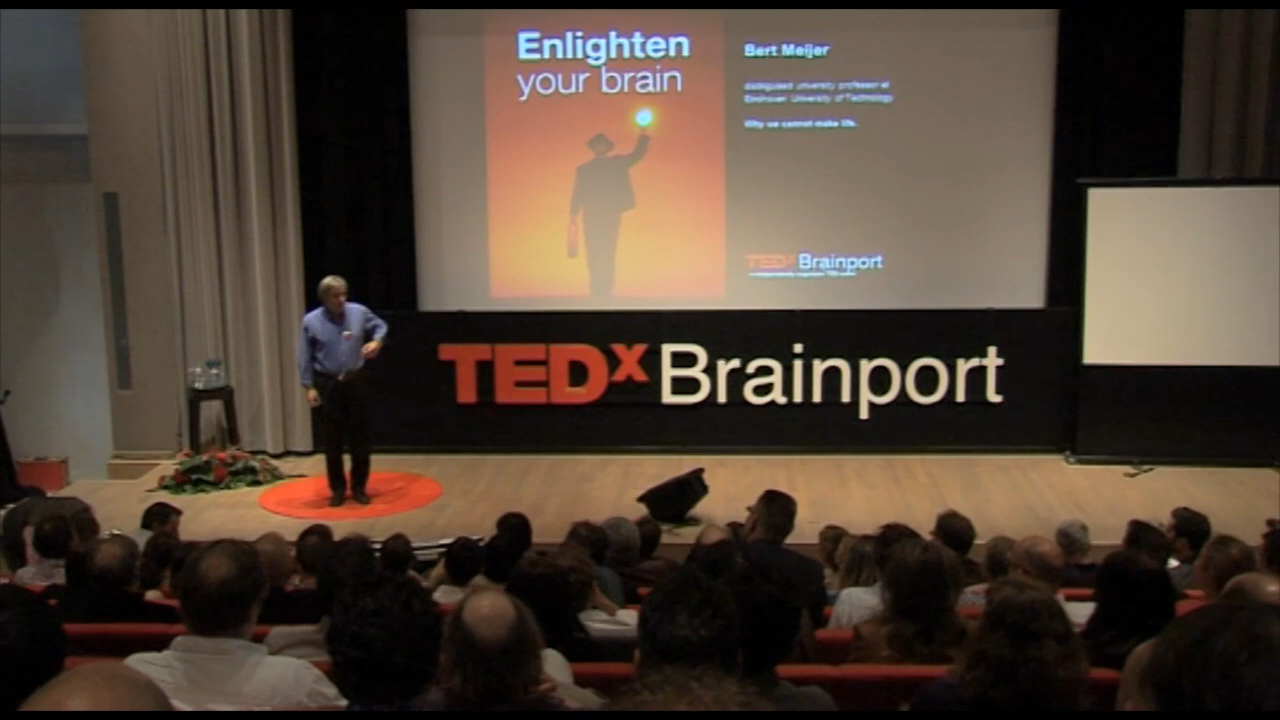 Enlighten
your brain
Bert Meijer
distinguised university professor at
Eindhoven University of Technology
Why we cannot make life.
TEDx Brainport
TEDx Brainport